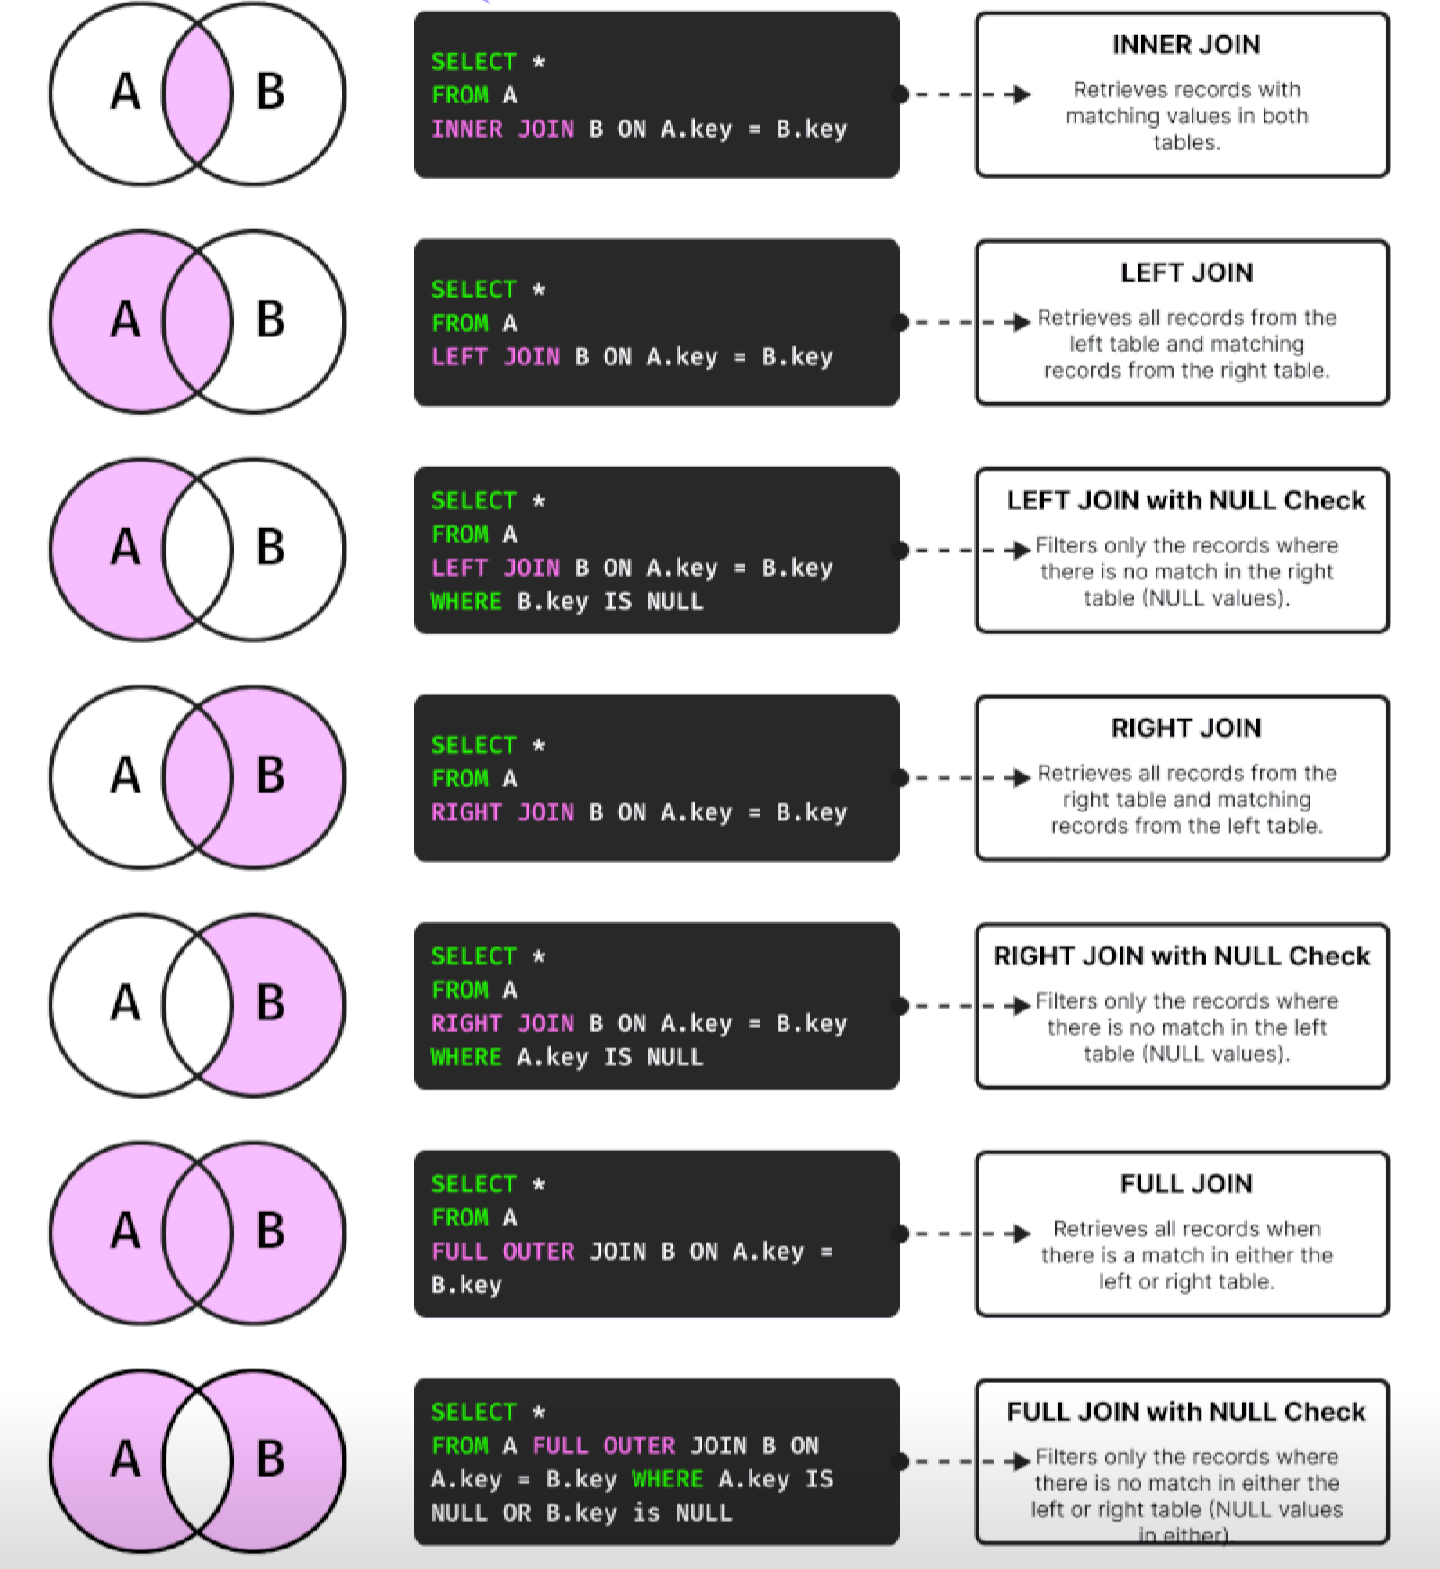 A B
SELECT *
FROM A
INNER JOIN B ON A.key = B.key
INNER JOIN
Retrieves records with
matching values in both
tables.
A B
SELECT *
FROM A
LEFT JOIN B ON A.key = B.key
LEFT JOIN
Retrieves all records from the
left table and matching
records from the right table.
A B
SELECT *
FROM A
LEFT JOIN B ON A.key = B.key
WHERE B.key IS NULL
LEFT JOIN with NULL Check
Filters only the records where
there is no match in the right
table (NULL values).
A B
SELECT *
FROM A
RIGHT JOIN B ON A.key = B.key
RIGHT JOIN
Retrieves all records from the
right table and matching
records from the left table.
A B
SELECT *
FROM A
RIGHT JOIN B ON A.key = B.key
WHERE A.key IS NULL
RIGHT JOIN with NULL Check
Filters only the records where
there is no match in the left
table (NULL values).
A B
SELECT *
FROM A
FULL OUTER JOIN B ON A.key =
B.key
FULL JOIN
Retrieves all records when
there is a match in either the
left or right table.
A B
SELECT *
FROM A FULL OUTER JOIN B ON
A.key = B.key WHERE A.key IS
NULL OR B.key is NULL
FULL JOIN with NULL Check
Filters only the records where
there is no match in either the
left or right table (NULL values
in either).